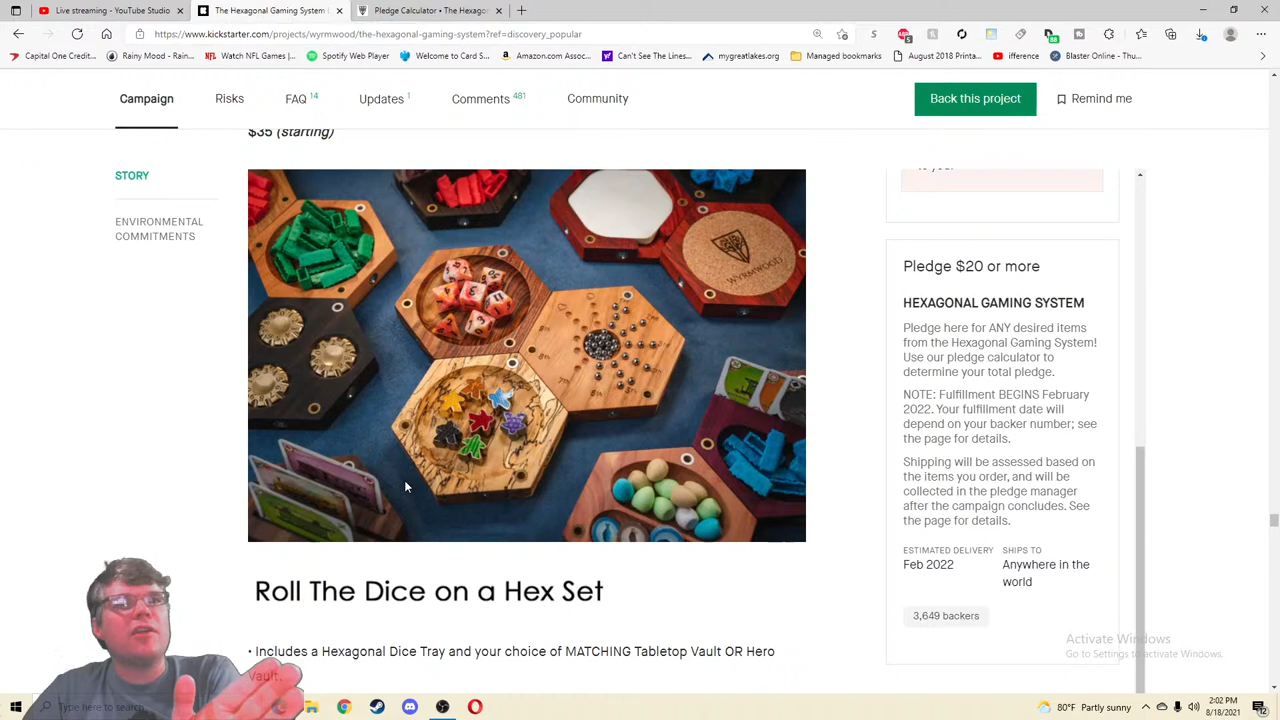 Live streaming - YouTube Studio
The Hexagonal Gaming System
Pledge Calculator • The Hexagon
https://www.kickstarter.com/projects/wyrmwood/the-hexagonal-gaming-system?ref=discovery_popular
Capital One Credit... Rainy Mood - Rainy... NFL Watch NFL Games |... Spotify Web Player Welcome to Card S... Amazon.com: Associ... Can't See The Lines... mygreatlakes.org Managed bookmarks August 2018 Printa... ifference Blaster Online - Thu...
Campaign Risks FAQ 14 Updates 1 Comments 481 Community Back this project Remind me
$35 (starting)
STORY
ENVIRONMENTAL
COMMITMENTS
WYRMWOOD
Pledge $20 or more
HEXAGONAL GAMING SYSTEM
Pledge here for ANY desired items
from the Hexagonal Gaming System!
Use our pledge calculator to
determine your total pledge.
NOTE: Fulfillment BEGINS February
2022. Your fulfillment date will
depend on your backer number; see
the page for details.
Shipping will be assessed based on
the items you order, and will be
collected in the pledge manager
after the campaign concludes. See
the page for details.
ESTIMATED DELIVERY SHIPS TO
Feb 2022 Anywhere in the
world
3,649 backers
Roll The Dice on a Hex Set
• Includes a Hexagonal Dice Tray and your choice of MATCHING Tabletop Vault OR Hero
Vault.
Activate Windows
Go to Settings to activate Windows.
Type here to search
80°F Partly sunny
2:02 PM
8/18/2021